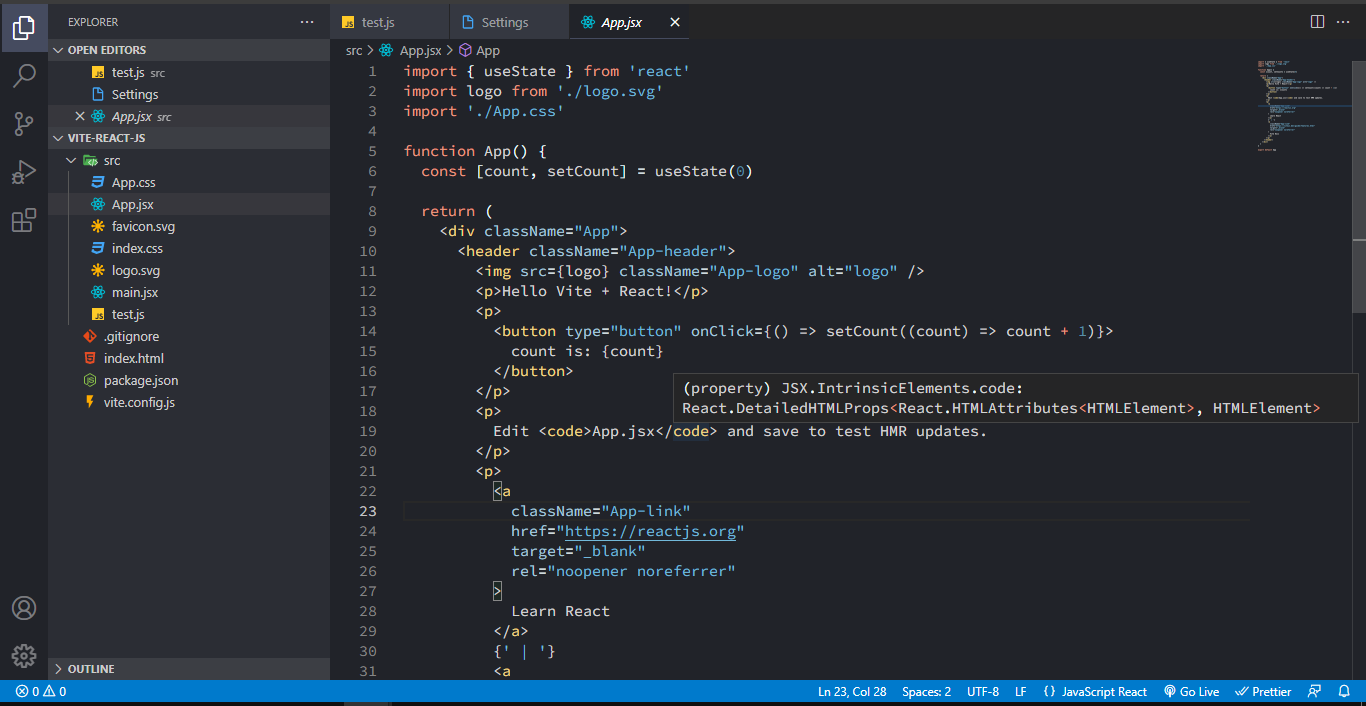 EXPLORER
···
OPEN EDITORS
JS test.js src
Settings
App.jsx src
VITE-REACT-JS
src
App.css
App.jsx
favicon.svg
index.css
logo.svg
main.jsx
JS test.js
.gitignore
index.html
package.json
vite.config.js
OUTLINE
JS test.js
Settings
App.jsx
···
src > App.jsx > App
1 import { useState } from 'react'
2 import logo from './logo.svg'
3 import './App.css'
4
5 function App() {
6 const [count, setCount] = useState(0)
7
8 return (
9 <div className="App">
10 <header className="App-header">
11 <img src={logo} className="App-logo" alt="logo" />
12 <p>Hello Vite + React!</p>
13 <p>
14 <button type="button" onClick={() => setCount((count) => count + 1)}>
15 count is: {count}
16 </button>
17 </p>
(property) JSX.IntrinsicElements.code:
React.DetailedHTMLProps<React.HTMLAttributes<HTMLElement>, HTMLElement>
18 <p>
19 Edit <code>App.jsx</code> and save to test HMR updates.
20 </p>
21 <p>
22 <a
23 className="App-link"
24 href="https://reactjs.org"
25 target="_blank"
26 rel="noopener noreferrer"
27 >
28 Learn React
29 </a>
30 {' | '}
31 <a
0 0
Ln 23, Col 28
Spaces: 2
UTF-8
LF
{} JavaScript React
Go Live
Prettier